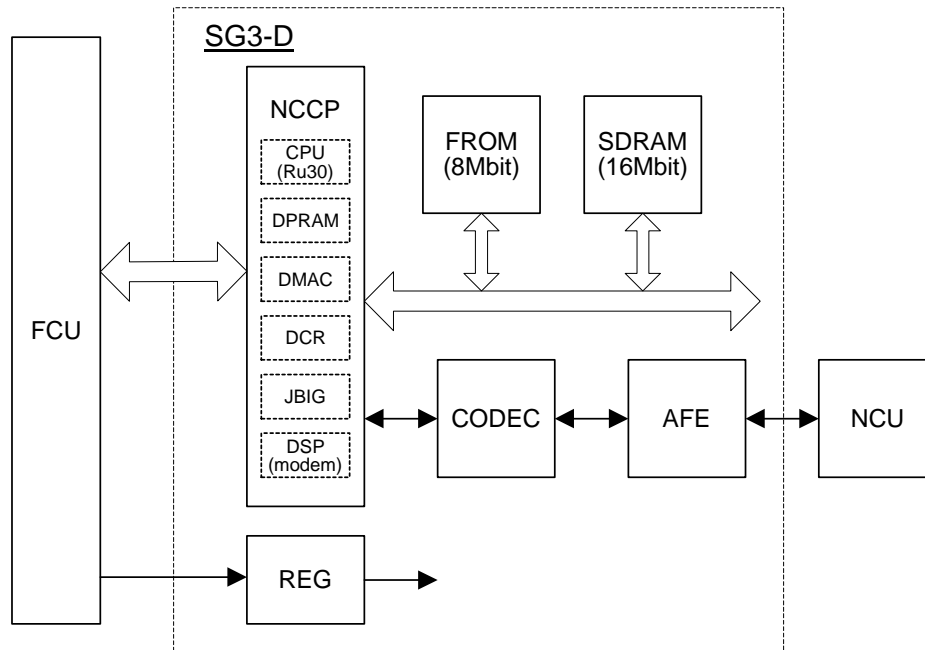 SG3-D
NCCP
CPU
(Ru30)
DPRAM
DMAC
DCR
JBIG
DSP
(modem)
FROM
(8Mbit)
SDRAM
(16Mbit)
FCU
CODEC
AFE
NCU
REG